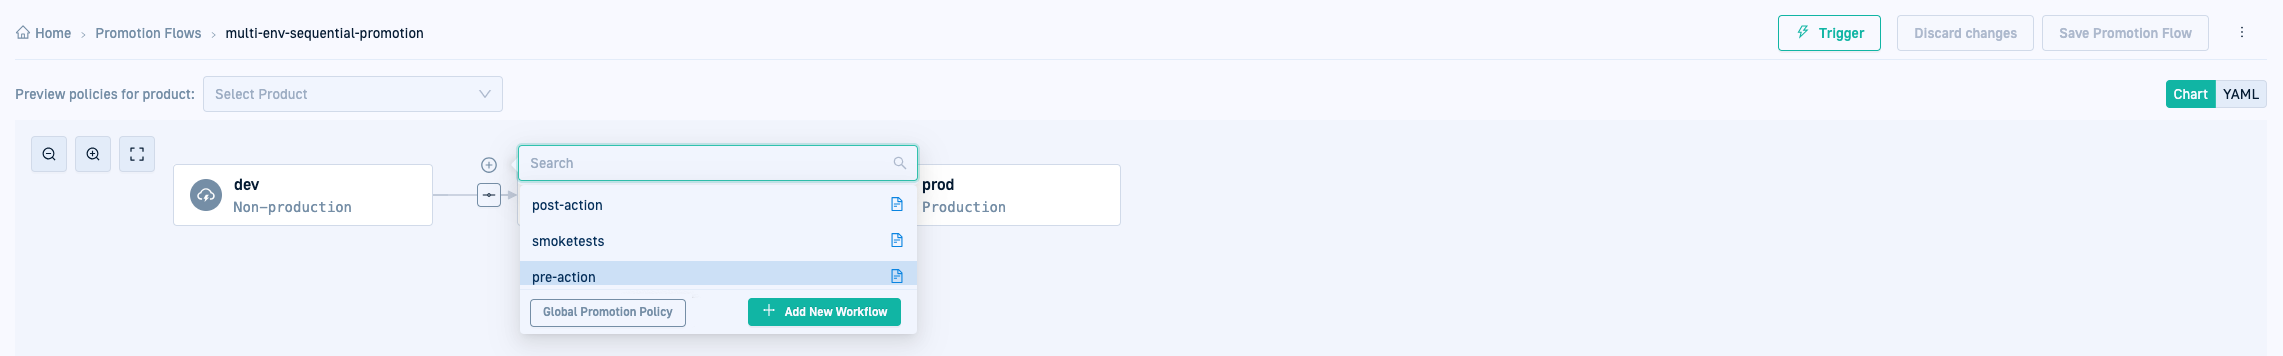 Home › Promotion Flows › multi-env-sequential-promotion
Trigger
Discard changes
Save Promotion Flow
Preview policies for product:
Select Product
Chart
YAML
dev
Non-production
Search
post-action
smoketests
pre-action
Global Promotion Policy
Add New Workflow
prod
Production